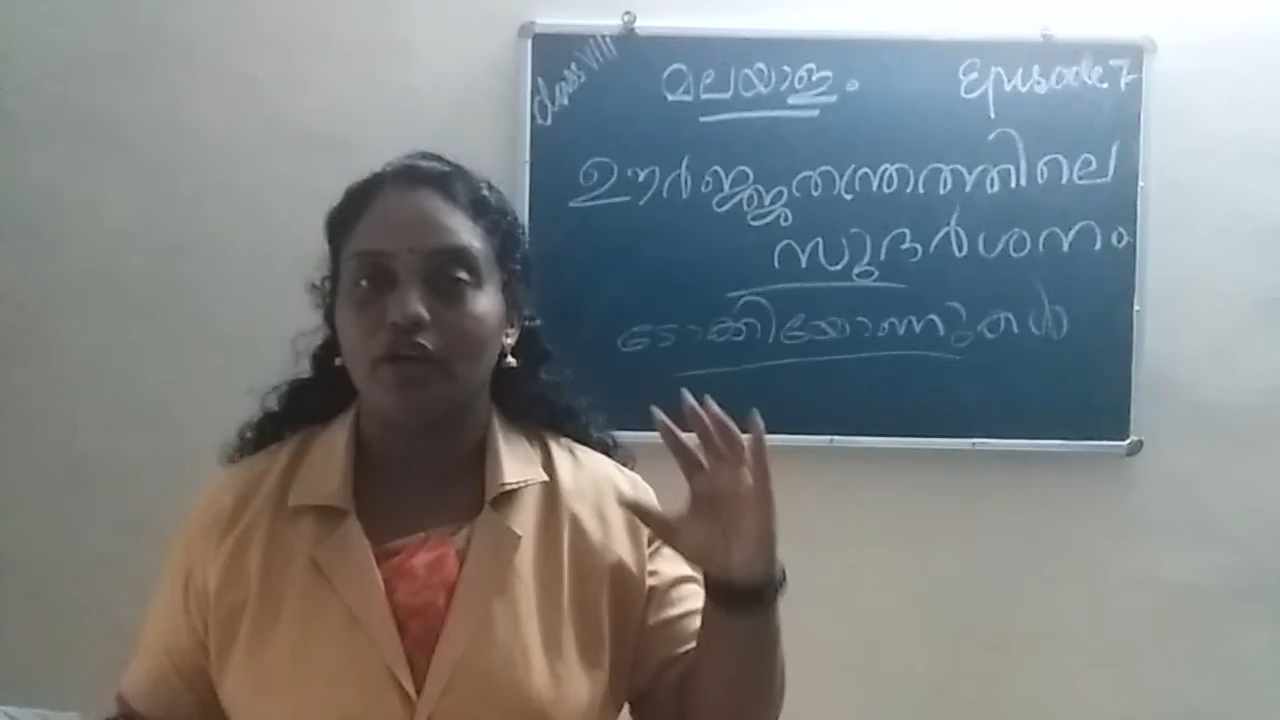 Class VIII
മലയാളം
Episode 7
ഊർജ്ജതന്ത്രത്തിലെ
സുദർശനം
ടാക്കിയോണുകൾ